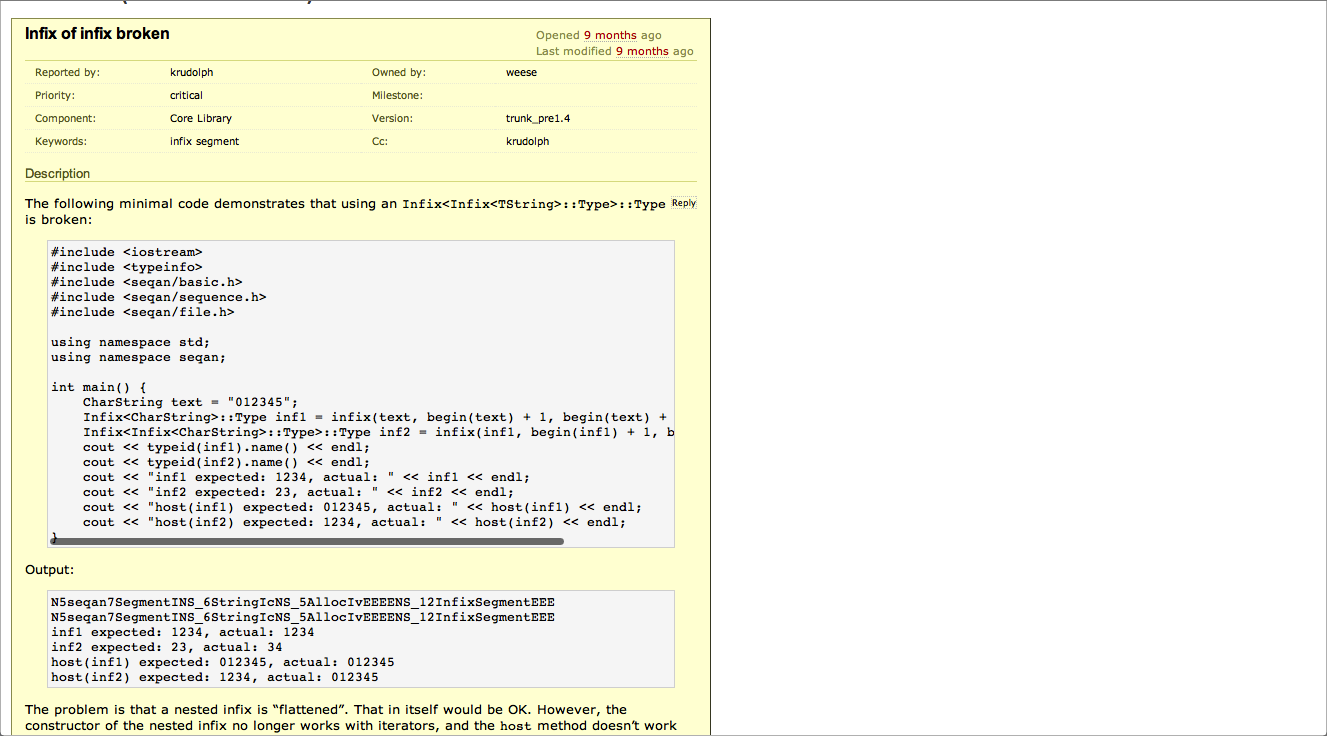 Infix of infix broken
Opened 9 months ago
Last modified 9 months ago
Reported by: krudolph Owned by: weese
Priority: critical Milestone:
Component: Core Library Version: trunk_pre1.4
Keywords: infix segment Cc: krudolph
Description
The following minimal code demonstrates that using an Infix<Infix<TString>::Type>::Type Reply
is broken:
#include <iostream>
#include <typeinfo>
#include <seqan/basic.h>
#include <seqan/sequence.h>
#include <seqan/file.h>
using namespace std;
using namespace seqan;
int main() {
    CharString text = "012345";
    Infix<CharString>::Type inf1 = infix(text, begin(text) + 1, begin(text) +
    Infix<Infix<CharString>::Type>::Type inf2 = infix(inf1, begin(inf1) + 1, b
    cout << typeid(inf1).name() << endl;
    cout << typeid(inf2).name() << endl;
    cout << "inf1 expected: 1234, actual: " << inf1 << endl;
    cout << "inf2 expected: 23, actual: " << inf2 << endl;
    cout << "host(inf1) expected: 012345, actual: " << host(inf1) << endl;
    cout << "host(inf2) expected: 1234, actual: " << host(inf2) << endl;
}
Output:
N5seqan7SegmentINS_6StringIcNS_5AllocIvEEEENS_12InfixSegmentEEE
N5seqan7SegmentINS_6StringIcNS_5AllocIvEEEENS_12InfixSegmentEEE
inf1 expected: 1234, actual: 1234
inf2 expected: 23, actual: 34
host(inf1) expected: 012345, actual: 012345
host(inf2) expected: 1234, actual: 012345
The problem is that a nested infix is “flattened”. That in itself would be OK. However, the
constructor of the nested infix no longer works with iterators, and the host method doesn’t work